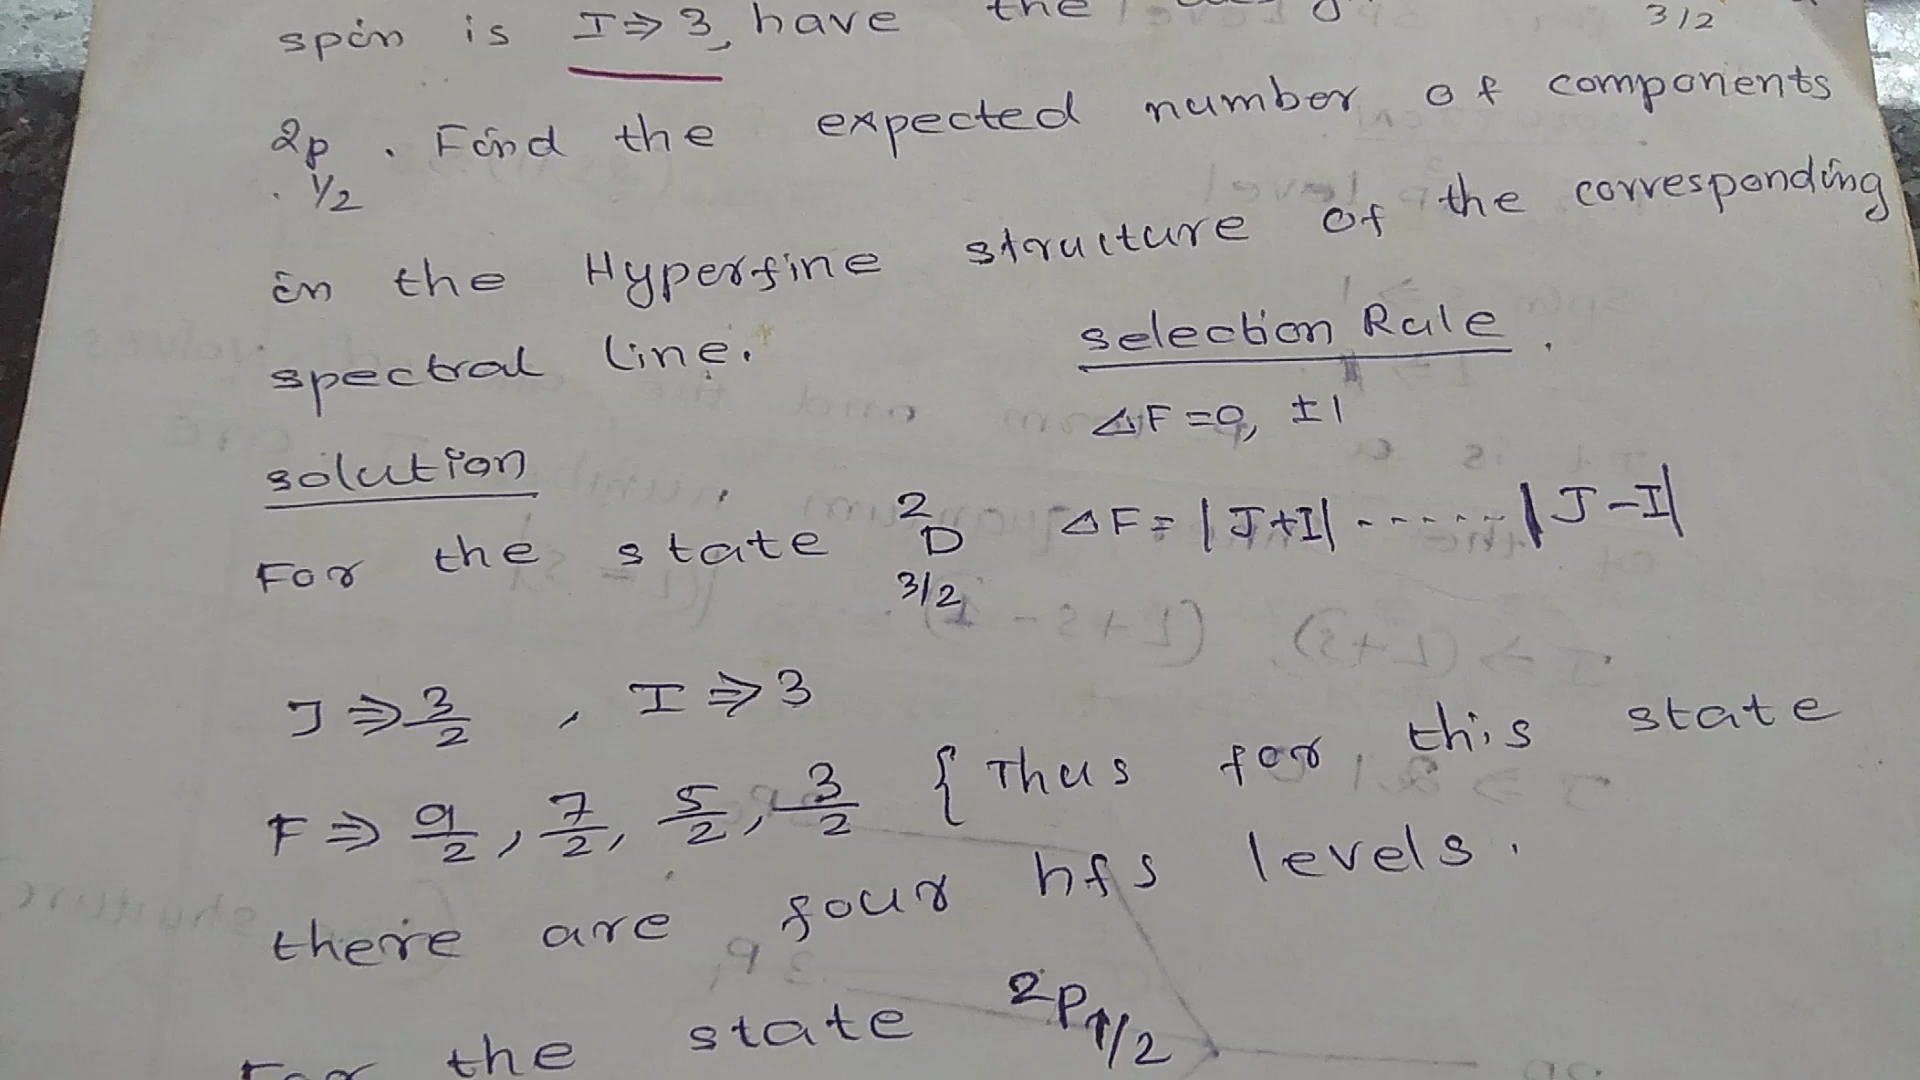 spin is I⇒3, have the
3/2
2p1/2 . Find the expected number of components
in the Hyperfine structure of the corresponding
spectral line.
Selection Rule .
ΔF=0, ±1
solution
For the state 2D3/2 ΔF=|J+I|------|J-I|
J⇒3/2 , I⇒3
F⇒9/2, 7/2, 5/2, 3/2 { Thus for this state
there are four hfs levels.
For the state 2P1/2